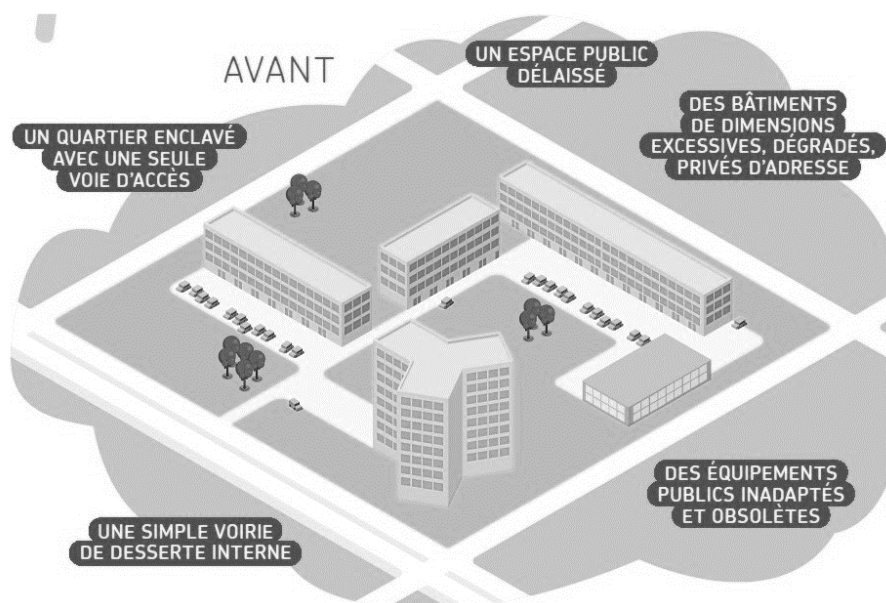 AVANT
UN ESPACE PUBLIC
DÉLAISSÉ
DES BÂTIMENTS
DE DIMENSIONS
EXCESSIVES, DÉGRADÉS,
PRIVÉS D'ADRESSE
UN QUARTIER ENCLAVÉ
AVEC UNE SEULE
VOIE D'ACCÈS
DES ÉQUIPEMENTS
PUBLICS INADAPTÉS
ET OBSOLÈTES
UNE SIMPLE VOIRIE
DE DESSERTE INTERNE